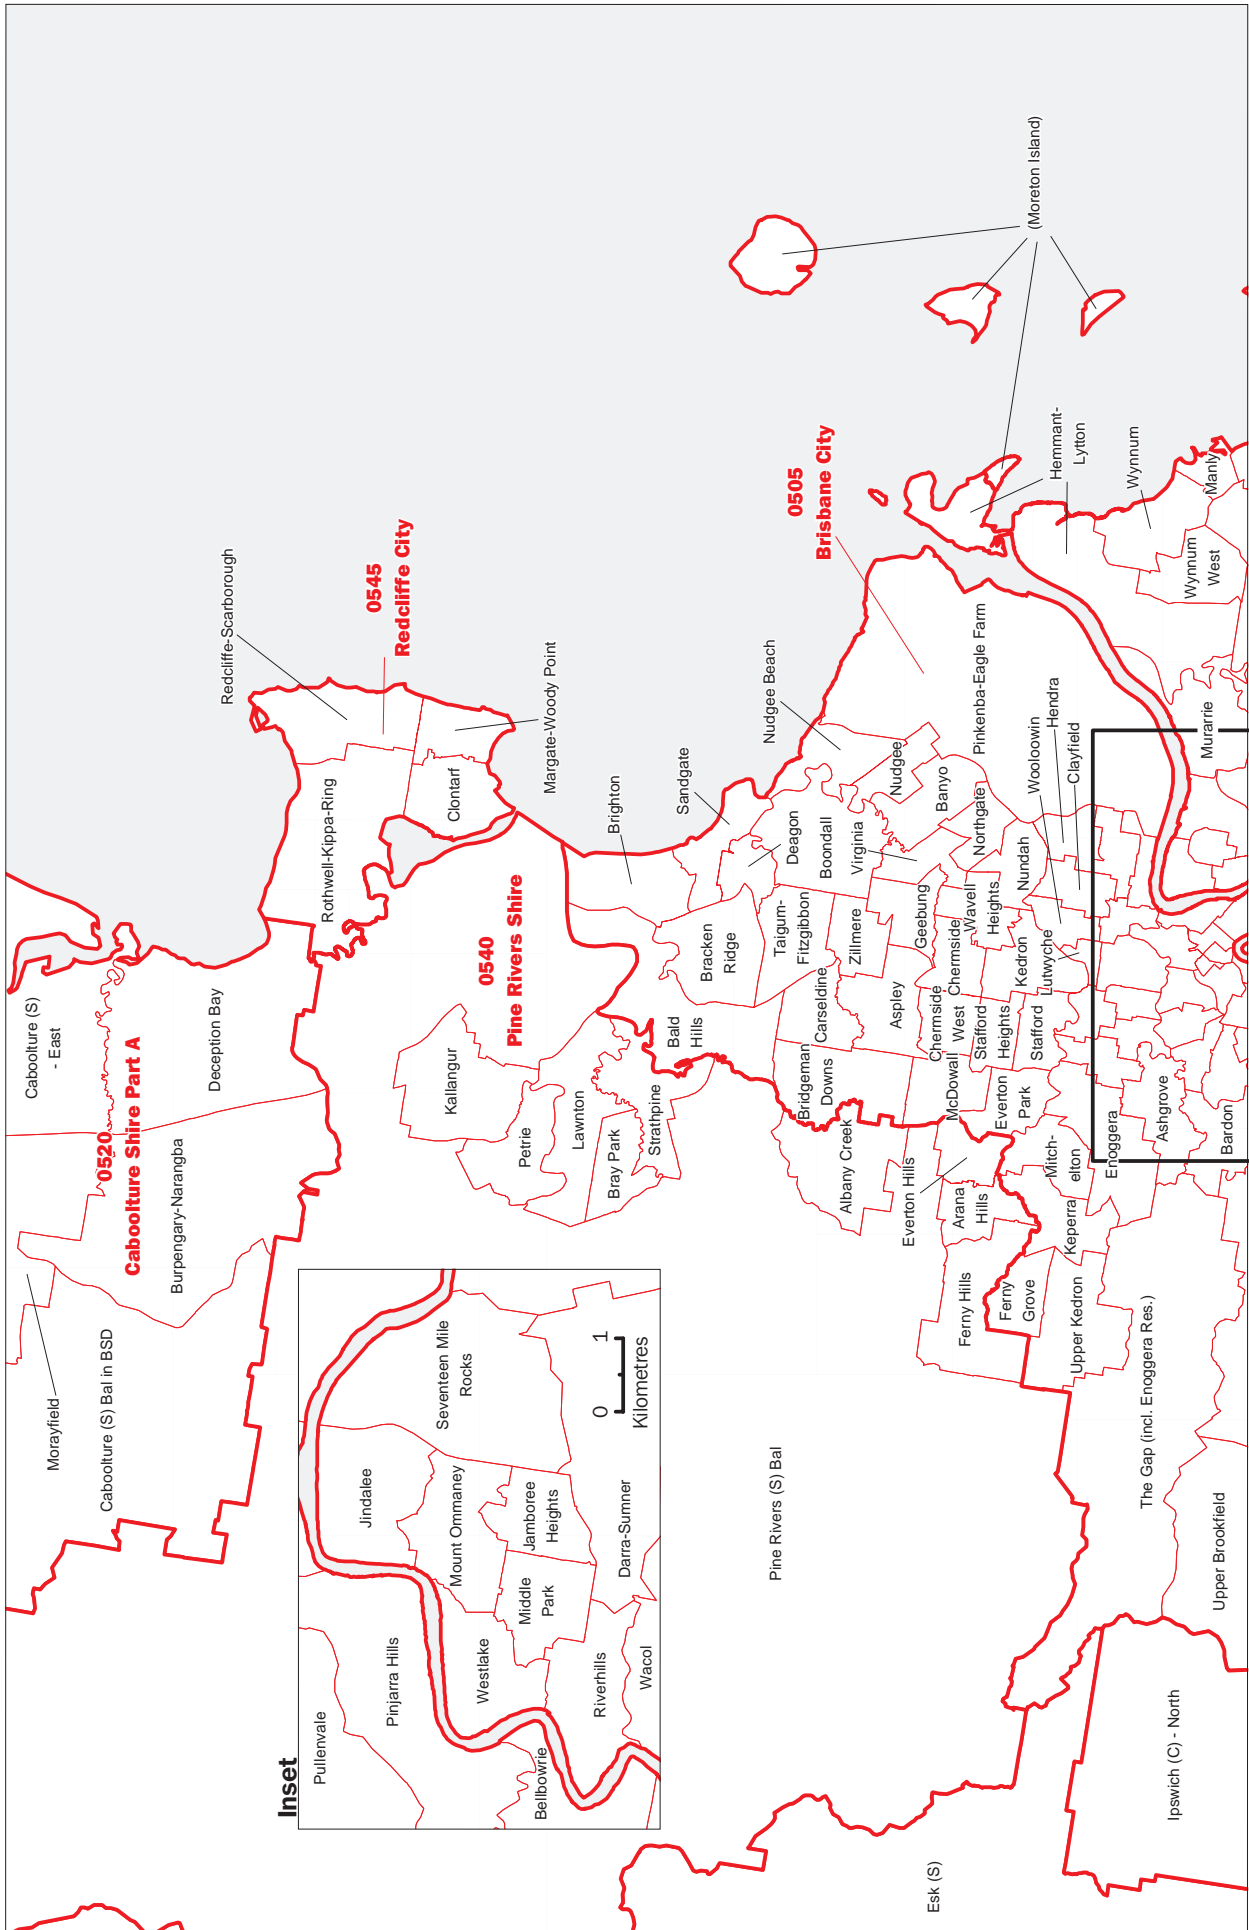 Caboolture (S)
- East
0520
Caboolture Shire Part A
Deception Bay
Burpengary-Narangba
Morayfield
Caboolture (S) Bal in BSD
Redcliffe-Scarborough
0545
Redcliffe City
Rothwell-Kippa-Ring
Clontarf
Margate-Woody Point
0540
Pine Rivers Shire
Kallangur
Petrie
Lawnton
Bray Park
Strathpine
Brighton
Sandgate
Nudgee Beach
Bald
Hills
Bracken
Ridge
Deagon
Boondall
Taigum-
Fitzgibbon
Virginia
Zillmere
Carseldine
Bridgeman
Downs
Aspley
Geebung
Nudgee
Banyo
Northgate
Pinkenba-Eagle Farm
0505
Brisbane City
(Moreton Island)
Hemmant-
Lytton
Wynnum
Manly
Wynnum
West
Murarrie
Albany Creek
Everton Hills
McDowall
Chermside
West
Chermside
Wavell
Heights
Nundah
Wooloowin
Hendra
Clayfield
Kedron
Lutwyche
Stafford
Heights
Stafford
Everton
Park
Mitch-
elton
Enoggera
Ashgrove
Bardon
Arana
Hills
Keperra
Ferny Hills
Ferny
Grove
Upper Kedron
The Gap (incl. Enoggera Res.)
Upper Brookfield
Pine Rivers (S) Bal
Ipswich (C) - North
Esk (S)
Inset
Pullenvale
Pinjarra Hills
Jindalee
Seventeen Mile
Rocks
Mount Ommaney
Westlake
Jamboree
Heights
Middle
Park
Bellbowrie
Riverhills
Darra-Sumner
Wacol
0 1
Kilometres